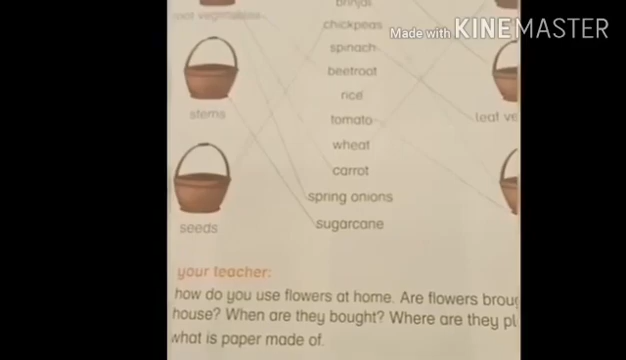 brinjal
root vegetables
chickpeas
Made with KINEMASTER
spinach
beetroot
rice
stems
tomato
leaf ve
wheat
carrot
spring onions
sugarcane
seeds
your teacher:
how do you use flowers at home. Are flowers broug
house? When are they bought? Where are they pl
what is paper made of.